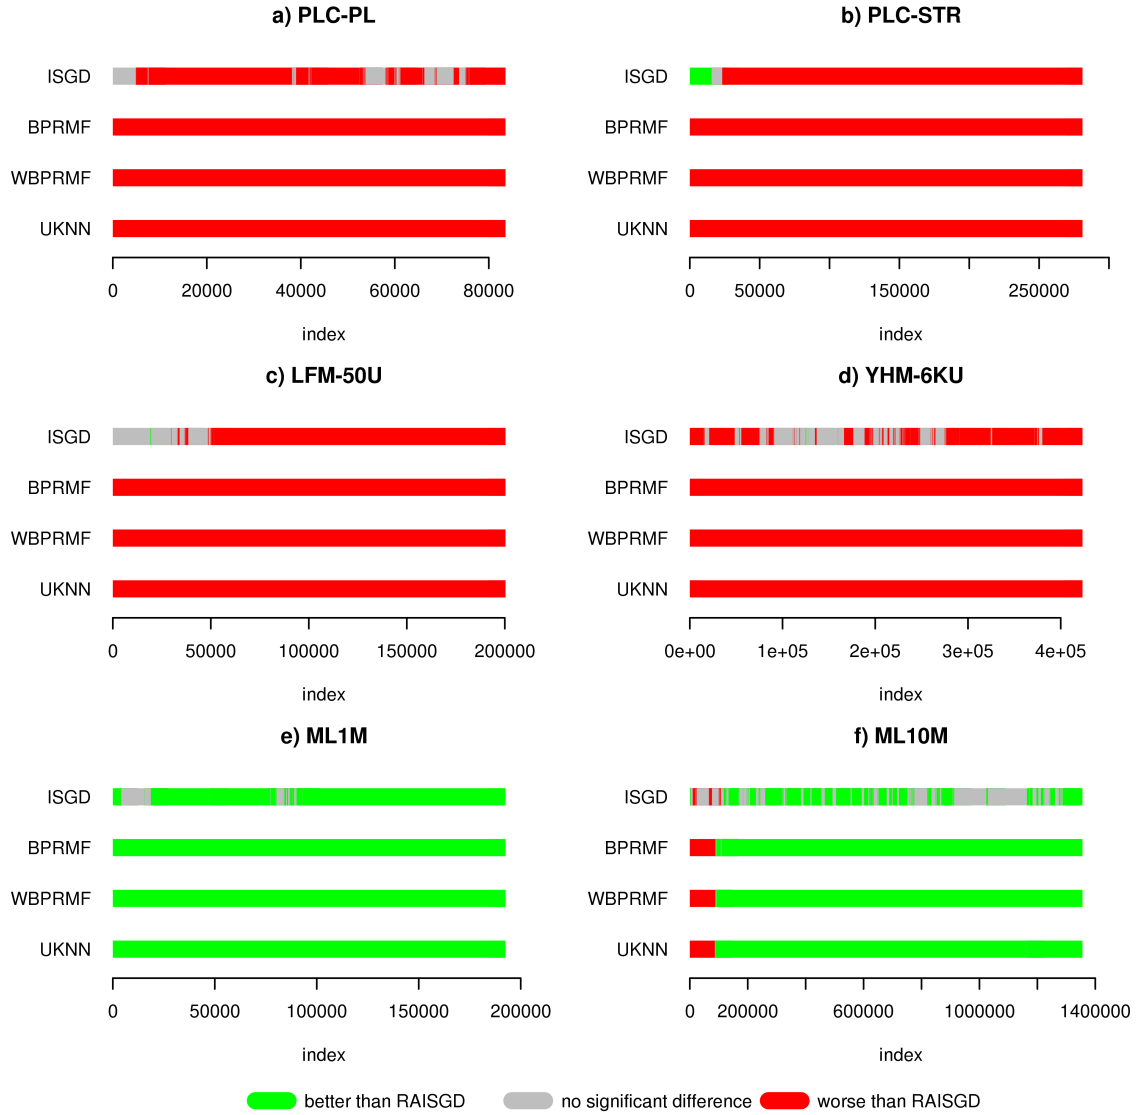 a) PLC-PL
ISGD
BPRMF
WBPRMF
UKNN
0 20000 40000 60000 80000
index
b) PLC-STR
ISGD
BPRMF
WBPRMF
UKNN
0 50000 150000 250000
index
c) LFM-50U
ISGD
BPRMF
WBPRMF
UKNN
0 50000 100000 150000 200000
index
d) YHM-6KU
ISGD
BPRMF
WBPRMF
UKNN
0e+00 1e+05 2e+05 3e+05 4e+05
index
e) ML1M
ISGD
BPRMF
WBPRMF
UKNN
0 50000 100000 150000 200000
index
f) ML10M
ISGD
BPRMF
WBPRMF
UKNN
0 200000 600000 1000000 1400000
index
better than RAISGD no significant difference worse than RAISGD